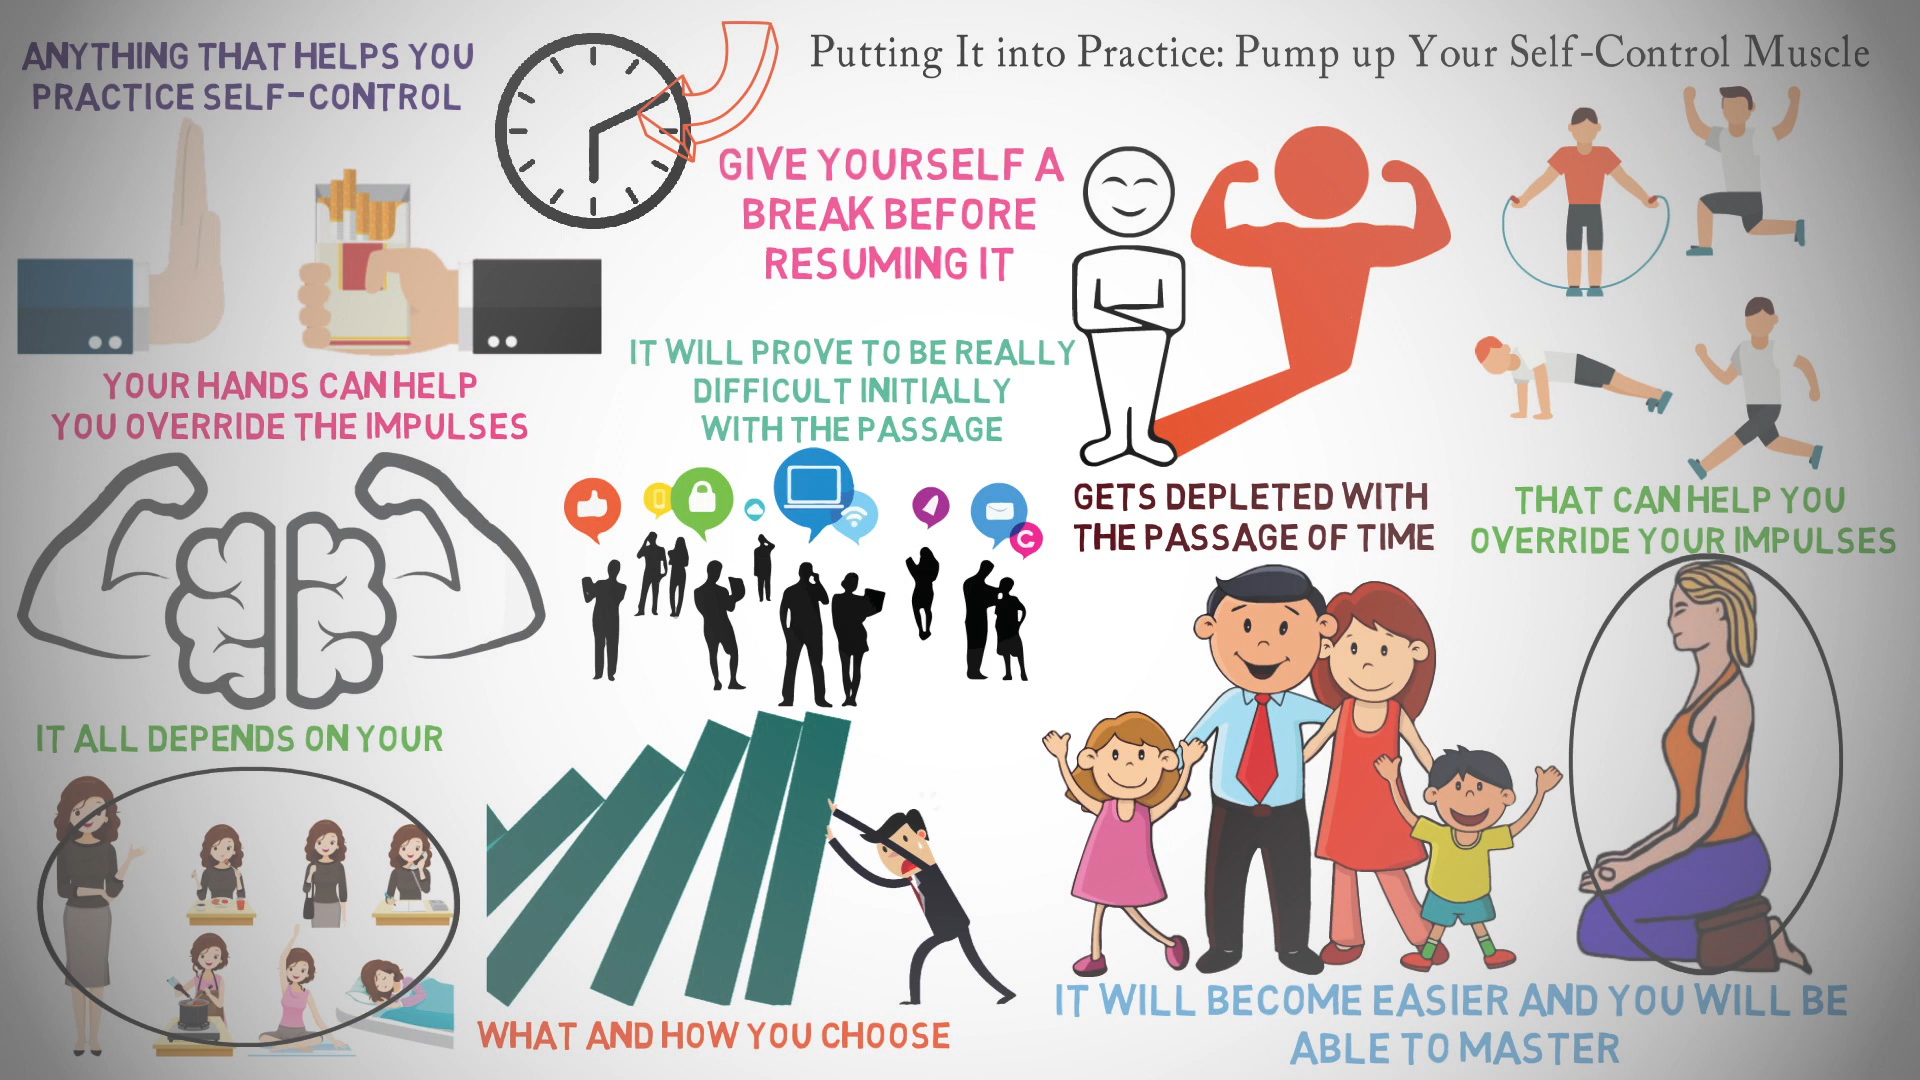 Putting It into Practice: Pump up Your Self-Control Muscle
ANYTHING THAT HELPS YOU
PRACTICE SELF-CONTROL
GIVE YOURSELF A
BREAK BEFORE
RESUMING IT
YOUR HANDS CAN HELP
YOU OVERRIDE THE IMPULSES
IT WILL PROVE TO BE REALLY
DIFFICULT INITIALLY
WITH THE PASSAGE
C
GETS DEPLETED WITH
THE PASSAGE OF TIME
THAT CAN HELP YOU
OVERRIDE YOUR IMPULSES
IT ALL DEPENDS ON YOUR
WHAT AND HOW YOU CHOOSE
IT WILL BECOME EASIER AND YOU WILL BE
ABLE TO MASTER